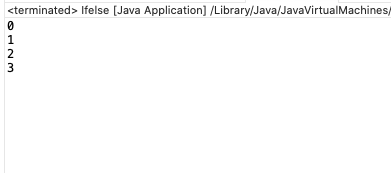 <terminated> Ifelse [Java Application] /Library/Java/JavaVirtualMachines/
0
1
2
3